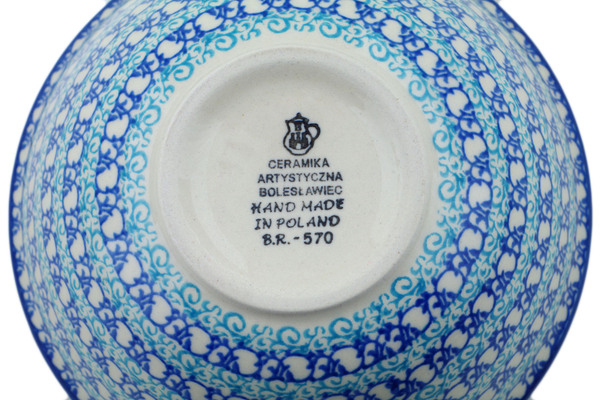 CERAMIKA
ARTYSTYCZNA
BOLESŁAWIEC
HAND MADE
IN POLAND
B.R.-570